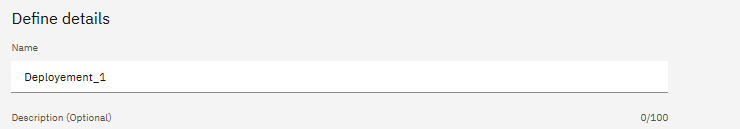 Define details
Name
Deployement_1
Description (Optional) 0/100